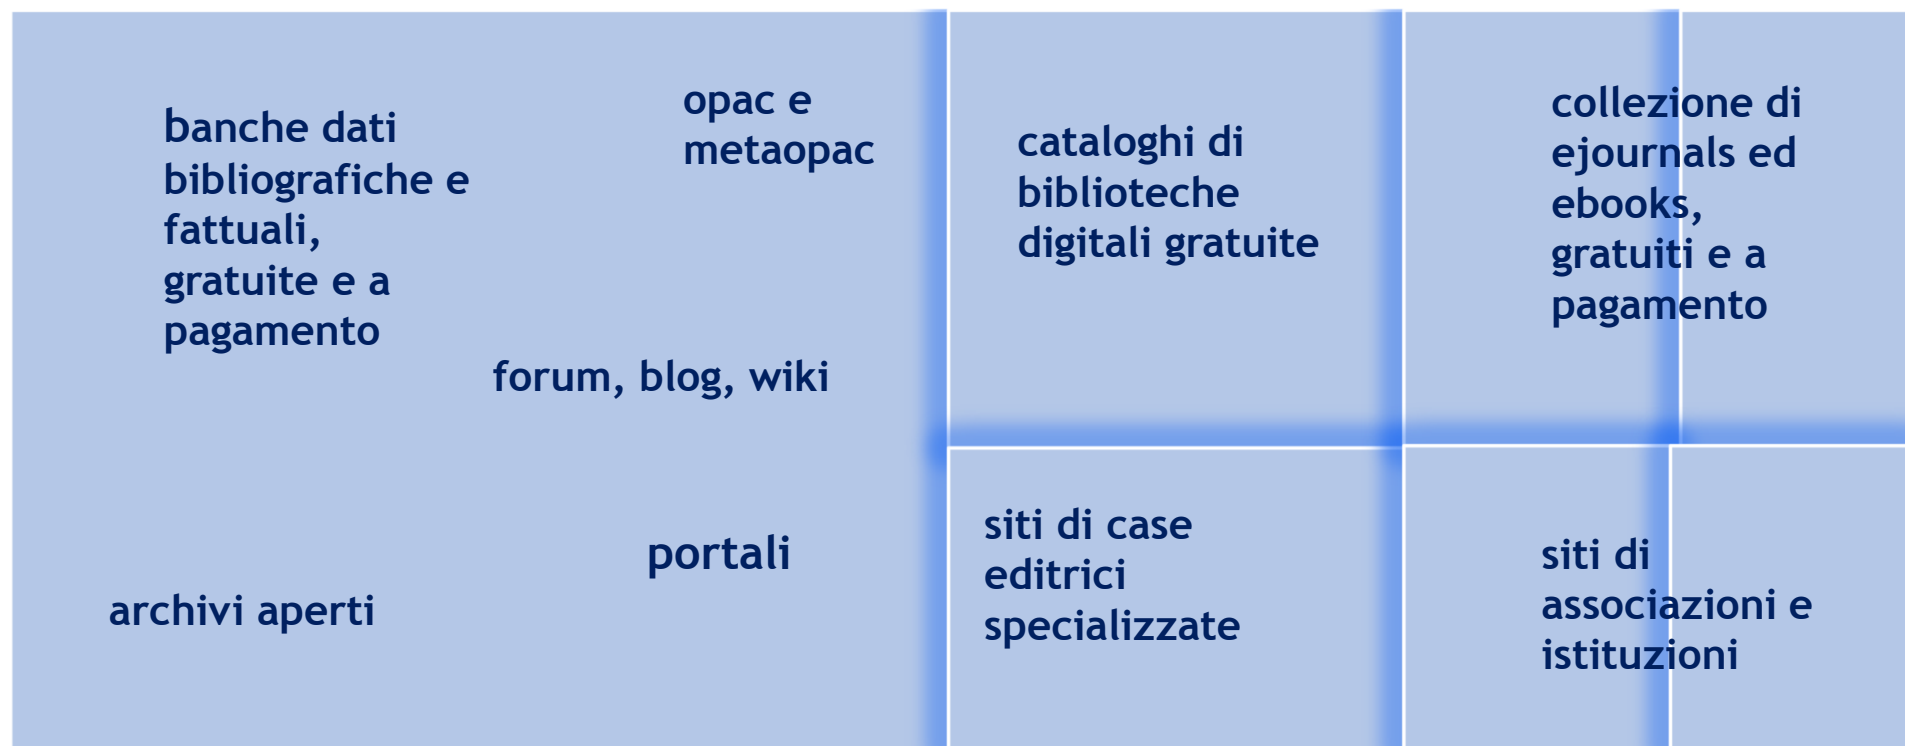 banche dati
bibliografiche e
fattuali,
gratuite e a
pagamento
opac e
metaopac
forum, blog, wiki
portali
archivi aperti
cataloghi di
biblioteche
digitali gratuite
collezione di
ejournals ed
ebooks,
gratuiti e a
pagamento
siti di case
editrici
specializzate
siti di
associazioni e
istituzioni